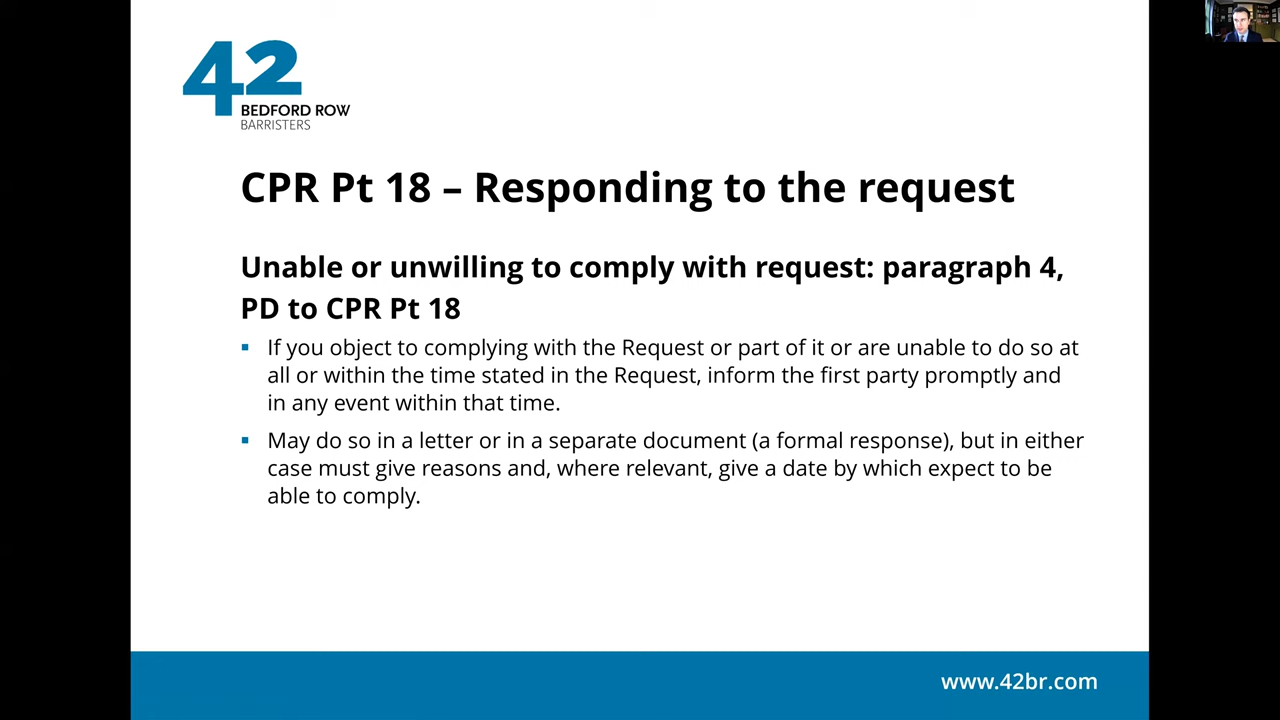 42
BEDFORD ROW
BARRISTERS
CPR Pt 18 – Responding to the request
Unable or unwilling to comply with request: paragraph 4,
PD to CPR Pt 18
▪ If you object to complying with the Request or part of it or are unable to do so at
all or within the time stated in the Request, inform the first party promptly and
in any event within that time.
▪ May do so in a letter or in a separate document (a formal response), but in either
case must give reasons and, where relevant, give a date by which expect to be
able to comply.
www.42br.com